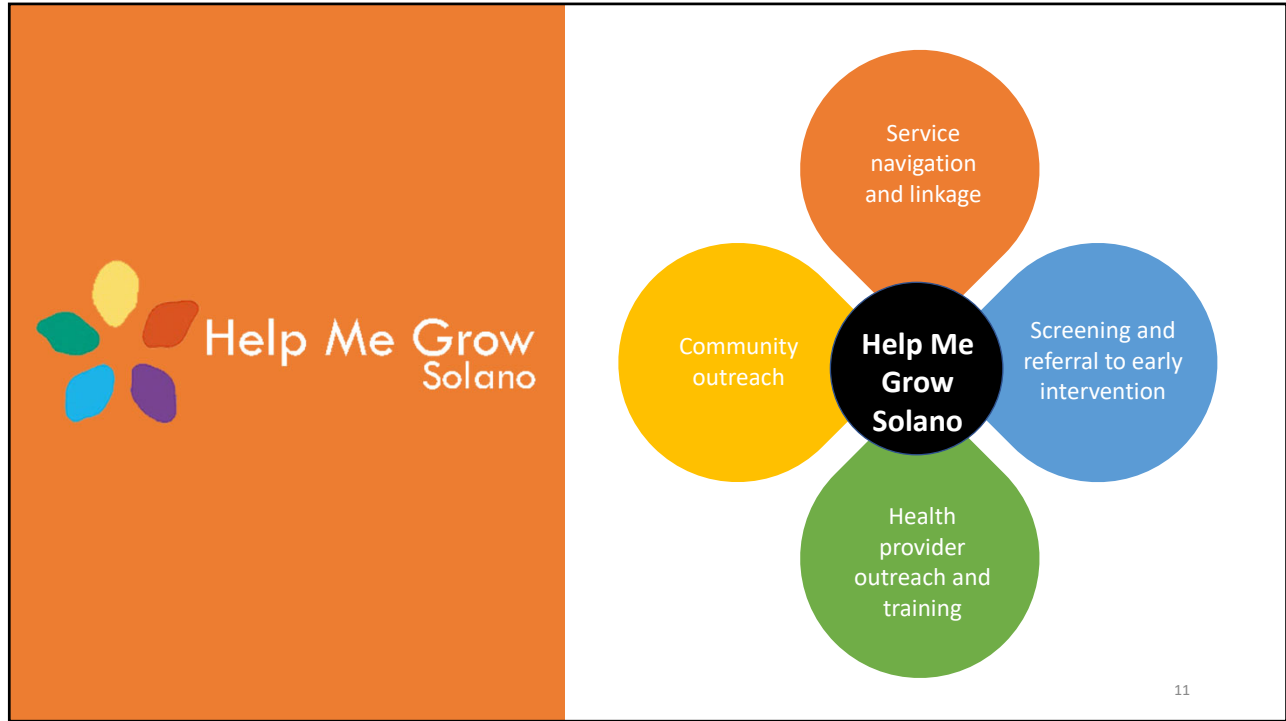 Help Me Grow
Solano
Service
navigation
and linkage
Community
outreach
Help Me
Grow
Solano
Screening and
referral to early
intervention
Health
provider
outreach and
training
11